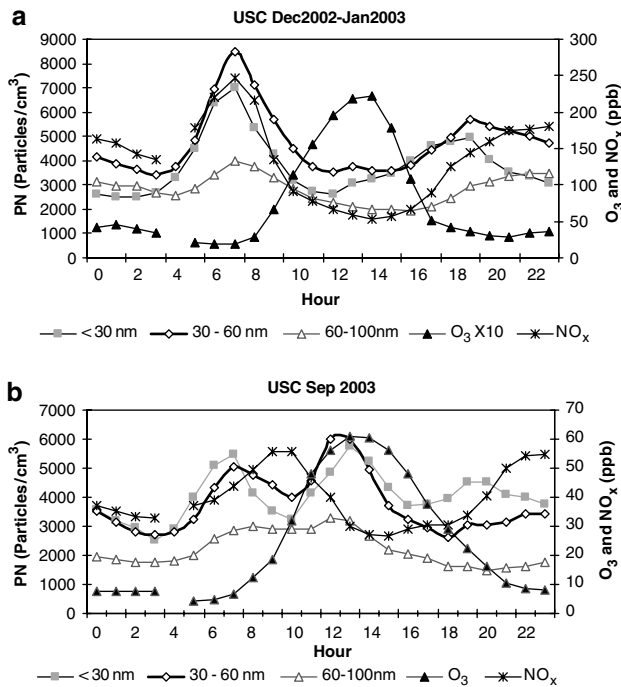 a
USC Dec2002-Jan2003
PN (Particles/cm3)
9000
8000
7000
6000
5000
4000
3000
2000
1000
0
300
250
200
150
100
50
0
O3 and NOx (ppb)
0 2 4 6 8 10 12 14 16 18 20 22
Hour
< 30 nm 30 - 60 nm 60-100nm O3 X10 NOx
b
USC Sep 2003
PN (Particles/cm3)
7000
6000
5000
4000
3000
2000
1000
0
70
60
50
40
30
20
10
0
O3 and NOx (ppb)
0 2 4 6 8 10 12 14 16 18 20 22
Hour
< 30 nm 30 - 60 nm 60-100nm O3 NOx